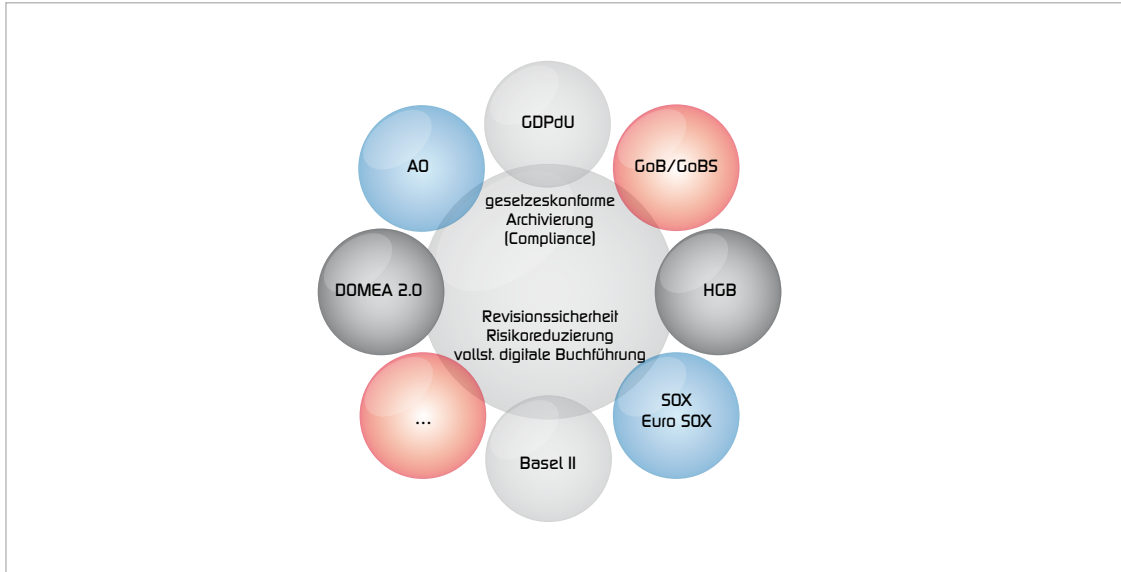 GDPdU
AO
GoB/GoBS
gesetzeskonforme
Archivierung
(Compliance)
DOMEA 2.0
HGB
Revisionssicherheit
Risikoreduzierung
vollst. digitale Buchführung
...
SOX
Euro SOX
Basel II